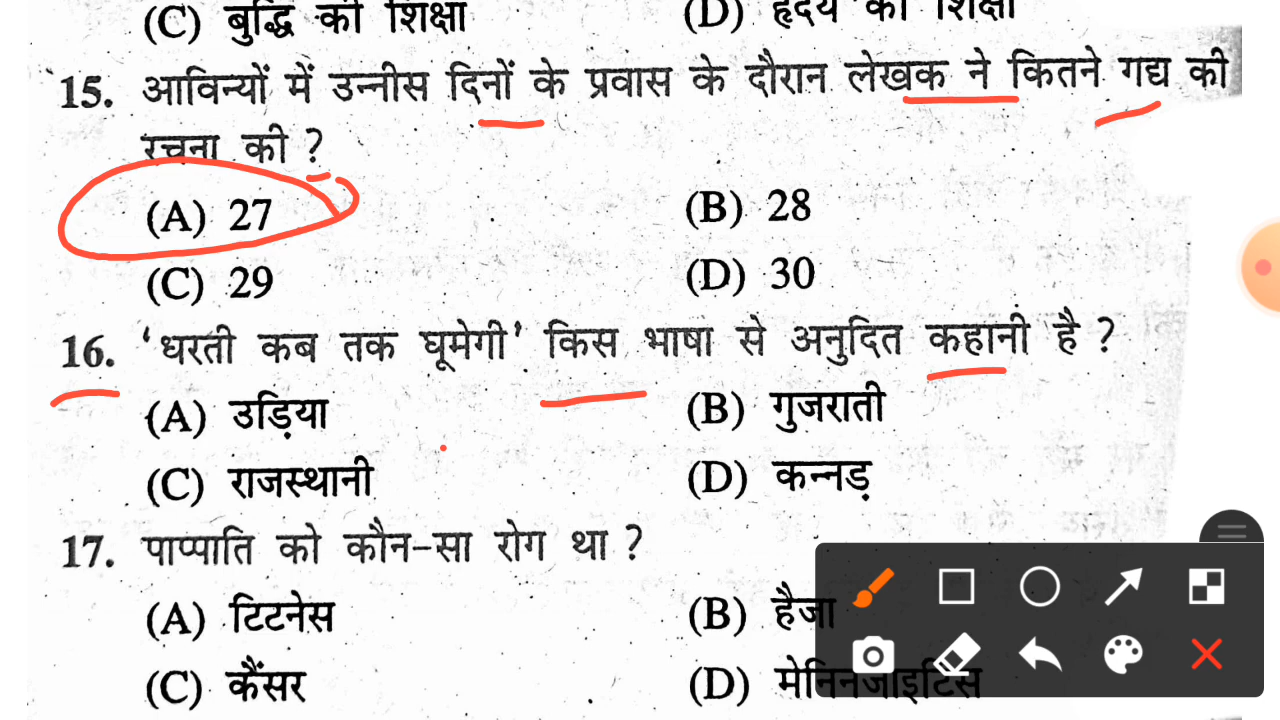 (C) बुद्धि की शिक्षा (D) हृदय की शिक्षा
15. आविन्यों में उन्नीस दिनों के प्रवास के दौरान लेखक ने कितने गद्य की
रचना की ?
(A) 27 (B) 28
(C) 29 (D) 30
16. ‘धरती कब तक घूमेगी’ किस भाषा से अनुदित कहानी है ?
(A) उड़िया (B) गुजराती
(C) राजस्थानी (D) कन्नड़
17. पाप्पाति को कौन-सा रोग था ?
(A) टिटनेस (B) हैजा
(C) कैंसर (D) मेनिनजाइटिस